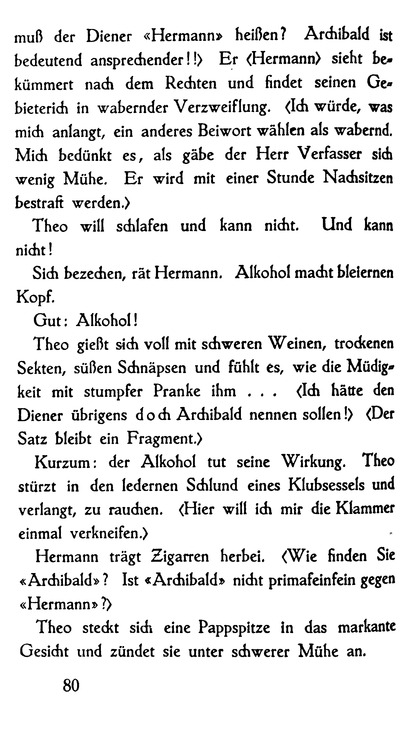 muß der Diener «Hermann» heißen? Archibald ist
bedeutend ansprechender!!〉 Er 〈Hermann〉 sieht be-
kümmert nach dem Rechten und findet seinen Ge-
bieterich in wabernder Verzweiflung. 〈Ich würde, was
mich anlangt, ein anderes Beiwort wählen als wabernd.
Mich bedünkt es, als gäbe der Herr Verfasser sich
wenig Mühe. Er wird mit einer Stunde Nachsitzen
bestraft werden.〉
Theo will schlafen und kann nicht. Und kann
nicht!
Sich bezechen, rät Hermann. Alkohol macht bleiernen
Kopf.
Gut: Alkohol!
Theo gießt sich voll mit schweren Weinen, trockenen
Sekten, süßen Schnäpsen und fühlt es, wie die Müdig-
keit mit stumpfer Pranke ihm . . . 〈Ich hätte den
Diener übrigens doch Archibald nennen sollen!〉 〈Der
Satz bleibt ein Fragment.〉
Kurzum: der Alkohol tut seine Wirkung. Theo
stürzt in den ledernen Schlund eines Klubsessels und
verlangt, zu rauchen. 〈Hier will ich mir die Klammer
einmal verkneifen.〉
Hermann trägt Zigarren herbei. 〈Wie finden Sie
«Archibald»? Ist «Archibald» nicht primafeinfein gegen
«Hermann»?〉
Theo steckt sich eine Pappspitze in das markante
Gesicht und zündet sie unter schwerer Mühe an.
80